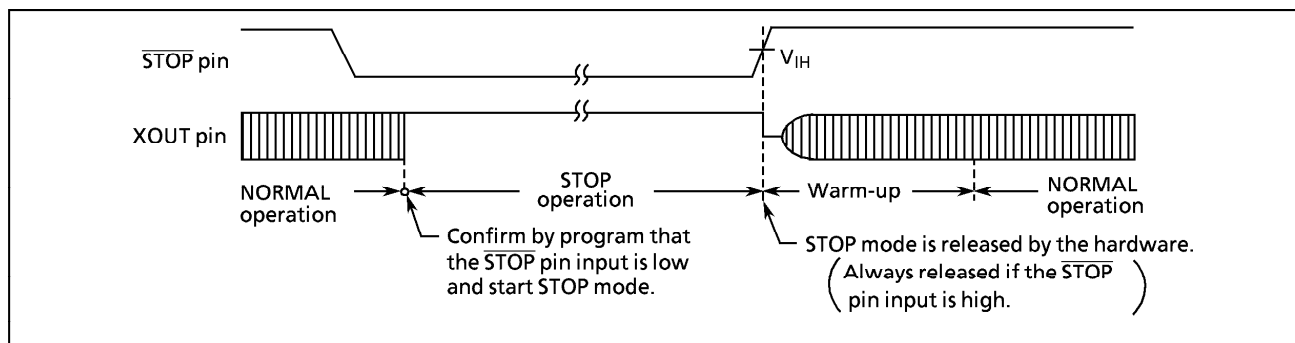 STOP pin
VIH
XOUT pin
NORMAL
operation
STOP
operation
Warm-up
NORMAL
operation
Confirm by program that
the STOP pin input is low
and start STOP mode.
STOP mode is released by the hardware.
(Always released if the STOP
pin input is high.)